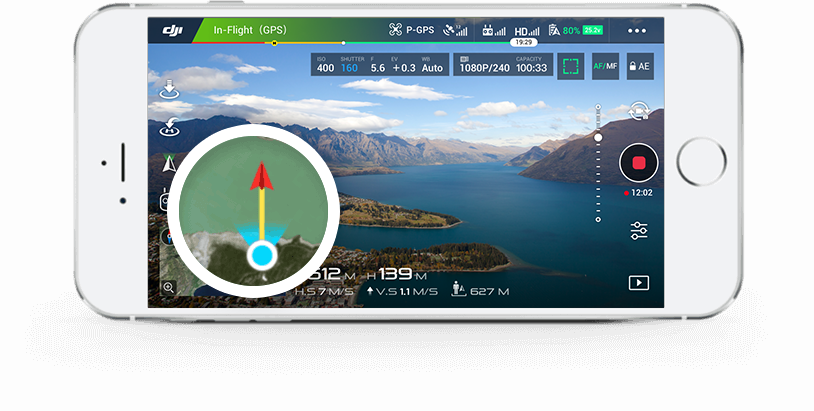 dji In-Flight (GPS) P-GPS 12 HD 80% 25.2v
19:29
ISO SHUTTER F EV WB CAPACITY
400 160 5.6 +0.3 Auto 1080P/240 100:33 AF/MF AE
12:02
512 M H 139 M
H.S 7 M/S V.S 1.1 M/S 627 M